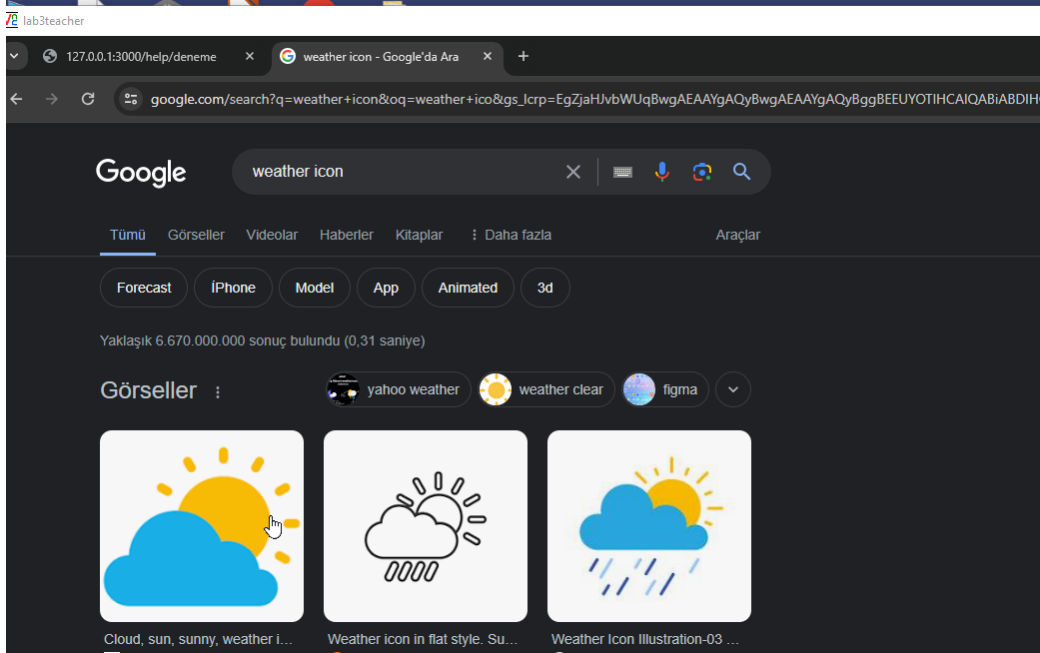 lab3teacher
127.0.0.1:3000/help/deneme
weather icon - Google'da Ara
google.com/search?q=weather+icon&oq=weather+ico&gs_lcrp=EgZjaHJvbWUqBwgAEAAYgAQyBwgAEAAYgAQyBggBEEUYOTIHCAIQABiABDIH
Google weather icon
Tümü Görseller Videolar Haberler Kitaplar Daha fazla Araçlar
Forecast İPhone Model App Animated 3d
Yaklaşık 6.670.000.000 sonuç bulundu (0,31 saniye)
Görseller yahoo weather weather clear figma
Cloud, sun, sunny, weather i... Weather icon in flat style. Su... Weather Icon Illustration-03 ...